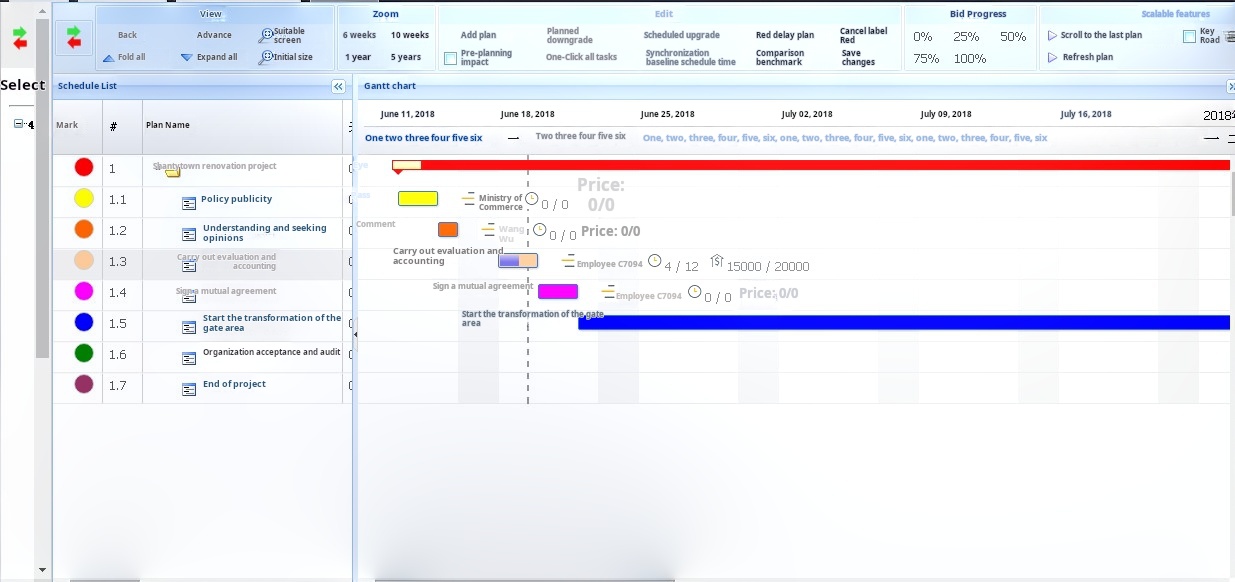 View
Zoom
Edit
Bid Progress
Scalable features
Back
Advance
Suitable screen
6 weeks
10 weeks
Add plan
Planned downgrade
Scheduled upgrade
Red delay plan
Cancel label Red
0%
25%
50%
Scroll to the last plan
Key Road
Fold all
Expand all
Initial size
1 year
5 years
Pre-planning impact
One-Click all tasks
Synchronization baseline schedule time
Comparison benchmark
Save changes
75%
100%
Refresh plan
Select
4
Schedule List
Gantt chart
Mark
#
Plan Name
June 11, 2018
June 18, 2018
June 25, 2018
July 02, 2018
July 09, 2018
July 16, 2018
2018
One two three four five six
一
Two three four five six
One, two, three, four, five, six, one, two, three, four, five, six, one, two, three, four, five, six
一
1
Shantytown renovation project
1.1
Policy publicity
Ministry of Commerce
0 / 0
Price: 0/0
1.2
Understanding and seeking opinions
Comment
Wang Wu
0 / 0
Price: 0/0
1.3
Carry out evaluation and accounting
Carry out evaluation and accounting
Employee C7094
4 / 12
15000 / 20000
1.4
Sign a mutual agreement
Sign a mutual agreement
Employee C7094
0 / 0
Price: 0/0
1.5
Start the transformation of the gate area
Start the transformation of the gate area
1.6
Organization acceptance and audit
1.7
End of project